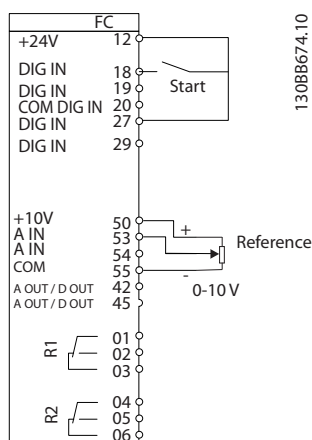 FC
+24V 12
DIG IN 18
DIG IN 19
COM DIG IN 20
DIG IN 27
DIG IN 29
Start
+10V 50
A IN 53
A IN 54
COM 55
A OUT / D OUT 42
A OUT / D OUT 45
+
-
Reference
0-10 V
R1
01
02
03
R2
04
05
06
130BB674.10